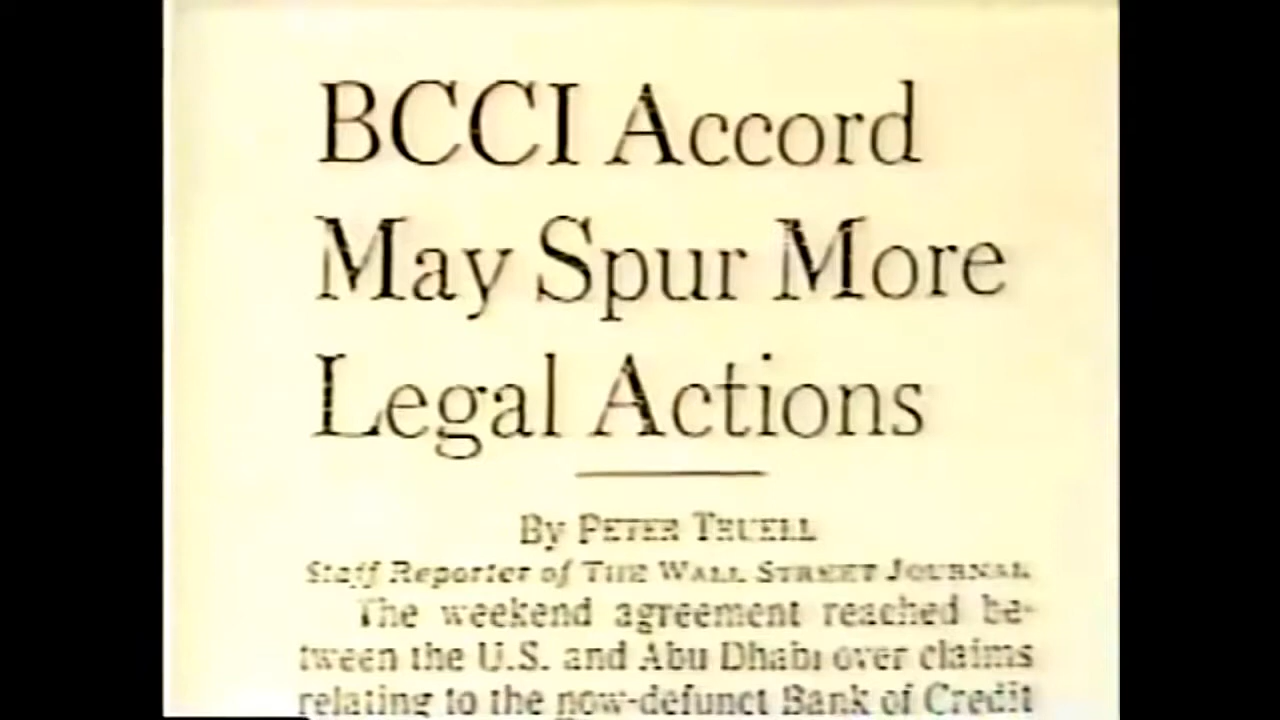 BCCI Accord
May Spur More
Legal Actions
By PETER TRUELL
Staff Reporter of THE WALL STREET JOURNAL
The weekend agreement reached be-
tween the U.S. and Abu Dhabi over claims
relating to the now-defunct Bank of Credit